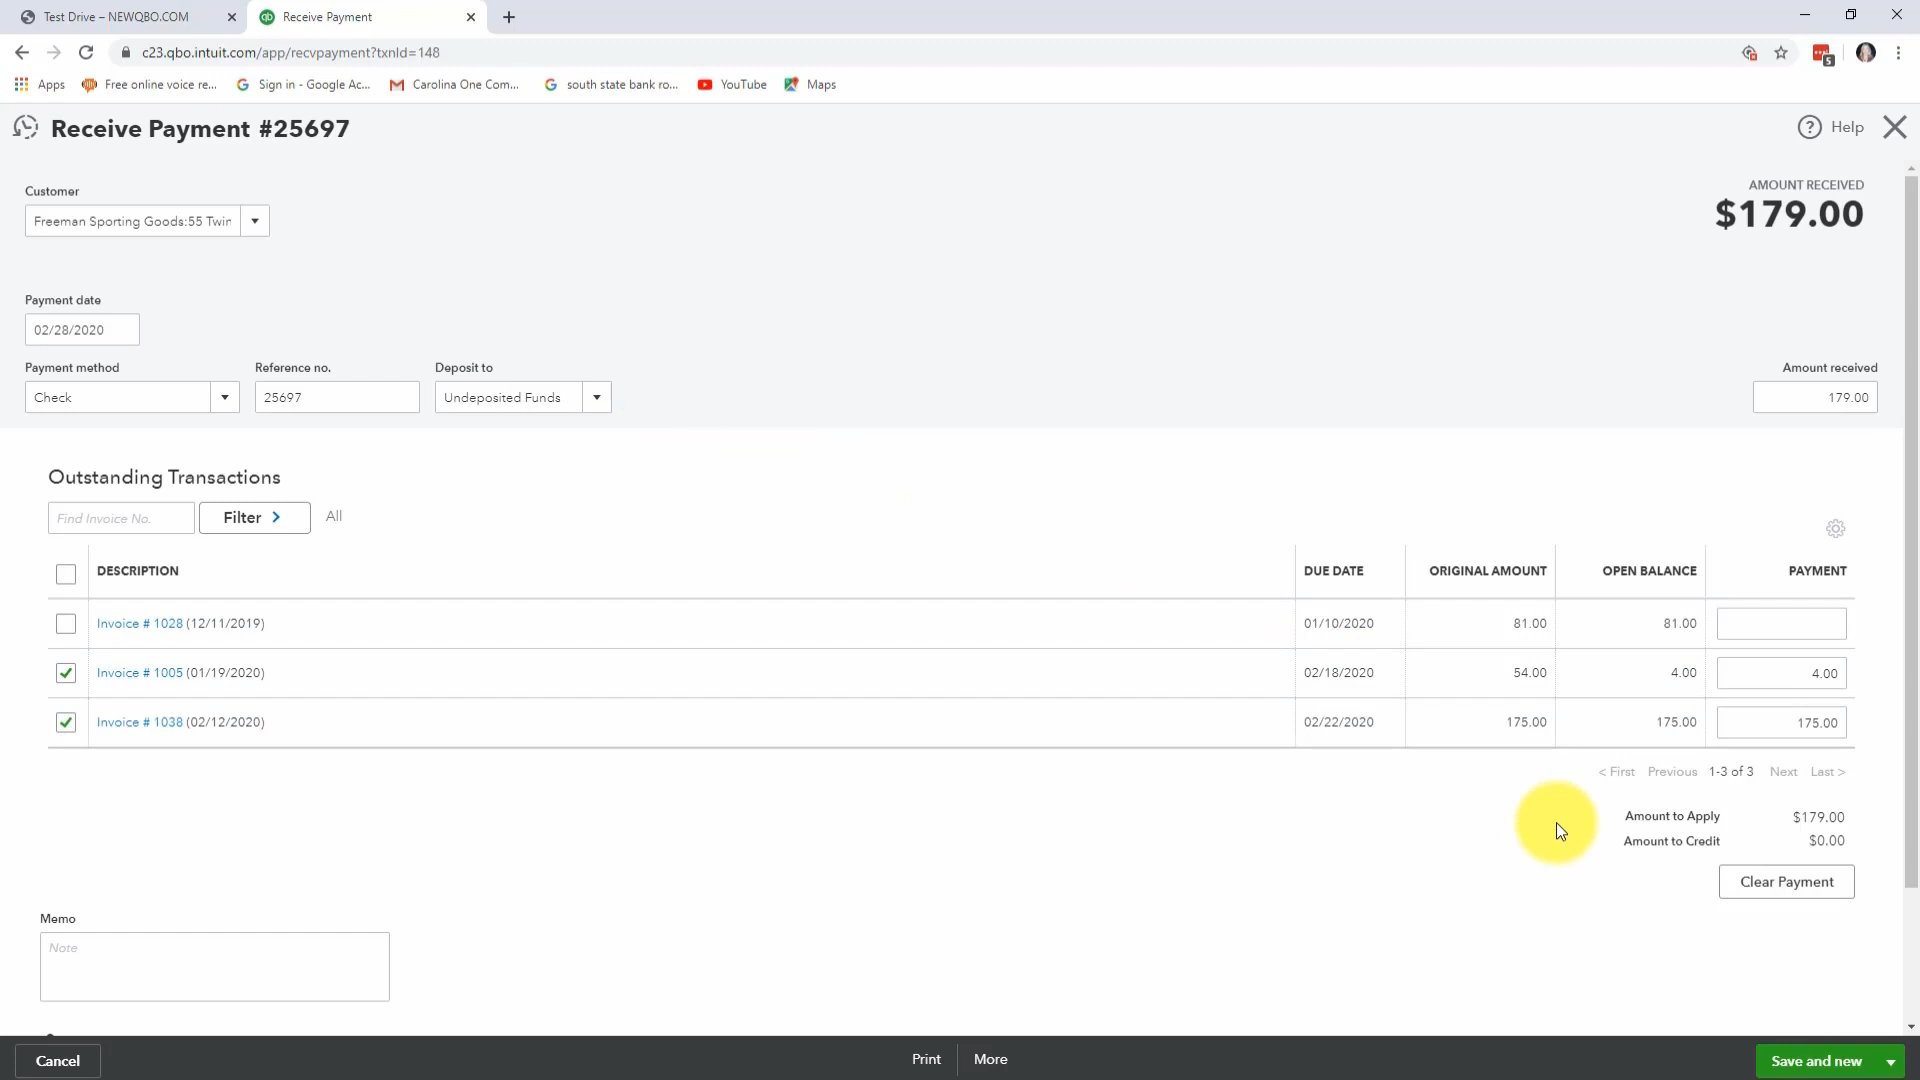 Test Drive – NEWQBO.COM
Receive Payment
c23.qbo.intuit.com/app/recvpayment?txnId=148
5
Apps
Free online voice re...
Sign in - Google Ac...
Carolina One Com...
south state bank ro...
YouTube
Maps
Receive Payment #25697
? Help
Customer
AMOUNT RECEIVED
Freeman Sporting Goods:55 Twin
$179.00
Payment date
02/28/2020
Payment method
Reference no.
Deposit to
Amount received
Check
25697
Undeposited Funds
179.00
Outstanding Transactions
Find Invoice No.
Filter >
All
DESCRIPTION DUE DATE ORIGINAL AMOUNT OPEN BALANCE PAYMENT
Invoice # 1028 (12/11/2019) 01/10/2020 81.00 81.00
Invoice # 1005 (01/19/2020) 02/18/2020 54.00 4.00 4.00
Invoice # 1038 (02/12/2020) 02/22/2020 175.00 175.00 175.00
< First Previous 1-3 of 3 Next Last >
Amount to Apply $179.00
Amount to Credit $0.00
Clear Payment
Memo
Note
Cancel
Print
More
Save and new